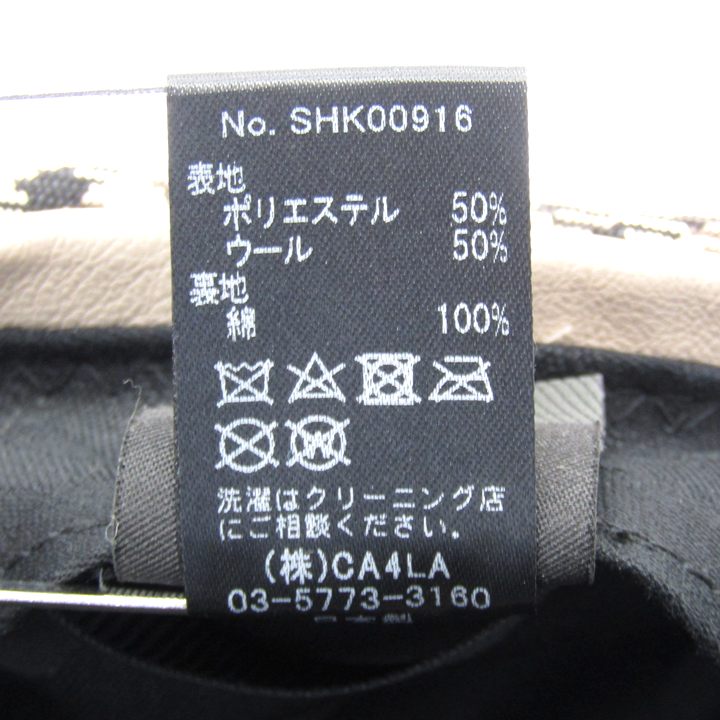 No. SHK00916
表地
ポリエステル 50%
ウール 50%
裏地
綿 100%
W
洗濯はクリーニング店
にご相談ください。
(株)CA4LA
03-5773-3160